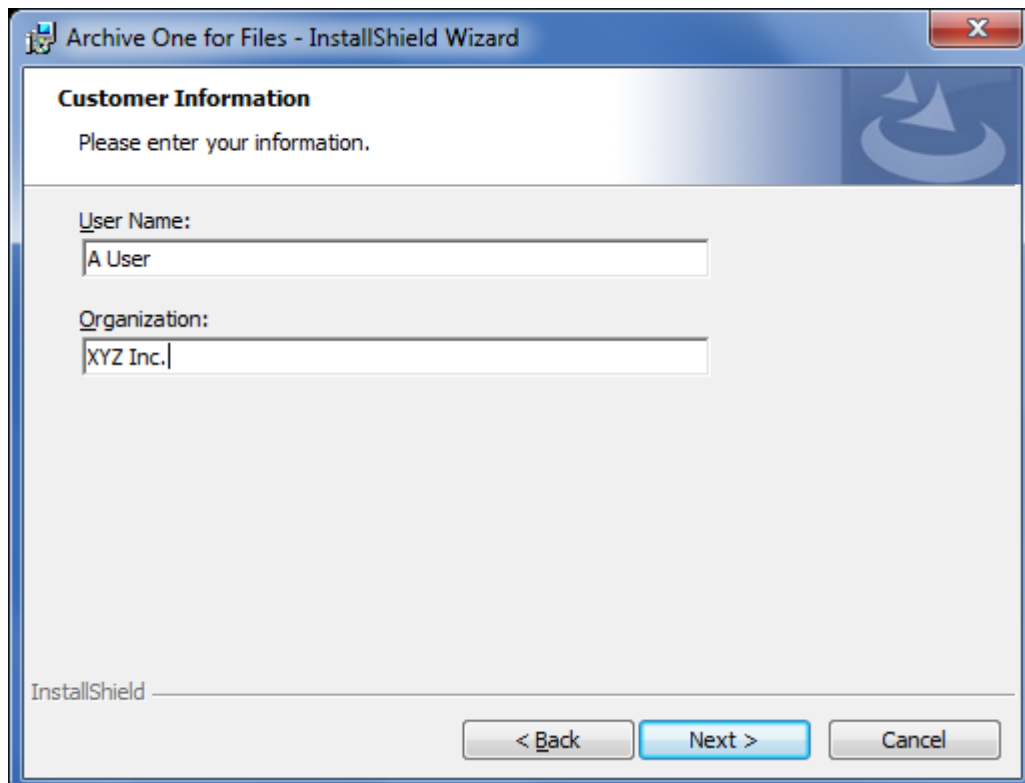 Archive One for Files - InstallShield Wizard
Customer Information
Please enter your information.
User Name:
A User
Organization:
XYZ Inc.
InstallShield
< Back
Next >
Cancel